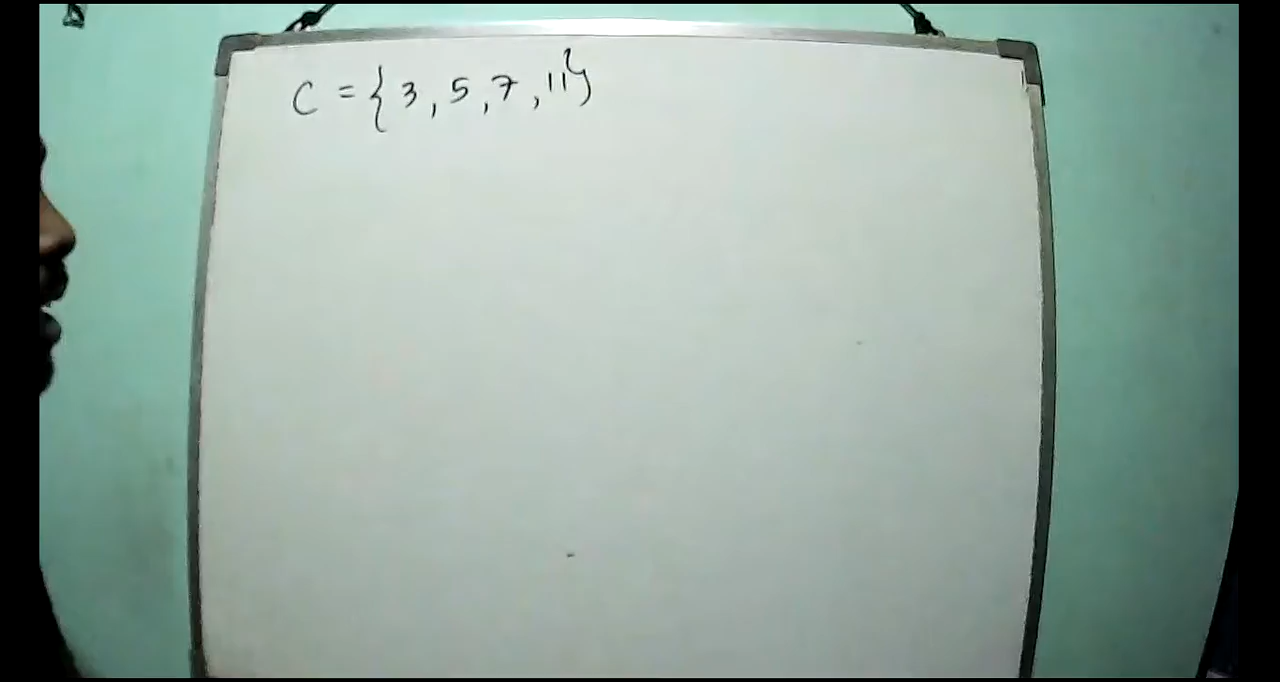 C = {3, 5, 7, 11}